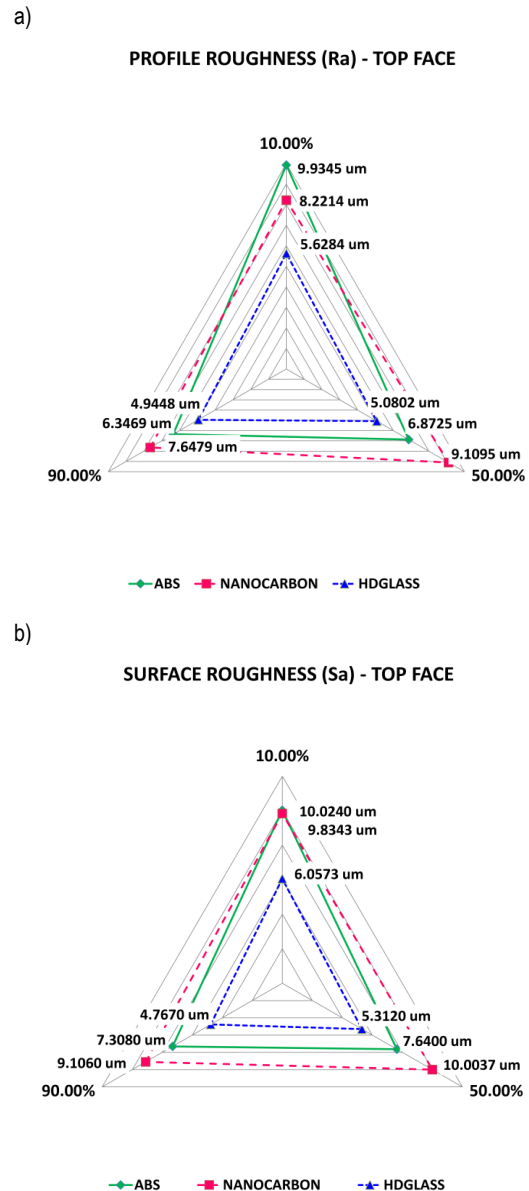 a)
PROFILE ROUGHNESS (Ra) - TOP FACE
10.00%
9.9345 um
8.2214 um
5.6284 um
4.9448 um
5.0802 um
6.3469 um
6.8725 um
7.6479 um
9.1095 um
90.00%
50.00%
ABS NANOCARBON HDGLASS
b)
SURFACE ROUGHNESS (Sa) - TOP FACE
10.00%
10.0240 um
9.8343 um
6.0573 um
4.7670 um
5.3120 um
7.3080 um
7.6400 um
9.1060 um
10.0037 um
90.00%
50.00%
ABS NANOCARBON HDGLASS